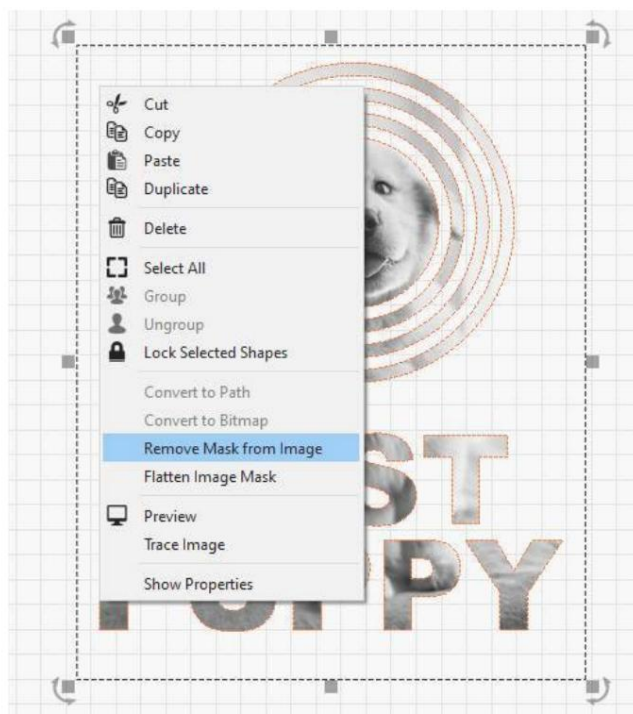 Cut
Copy
Paste
Duplicate
Delete
Select All
Group
Ungroup
Lock Selected Shapes
Convert to Path
Convert to Bitmap
Remove Mask from Image
Flatten Image Mask
Preview
Trace Image
Show Properties
ST
PUPPY